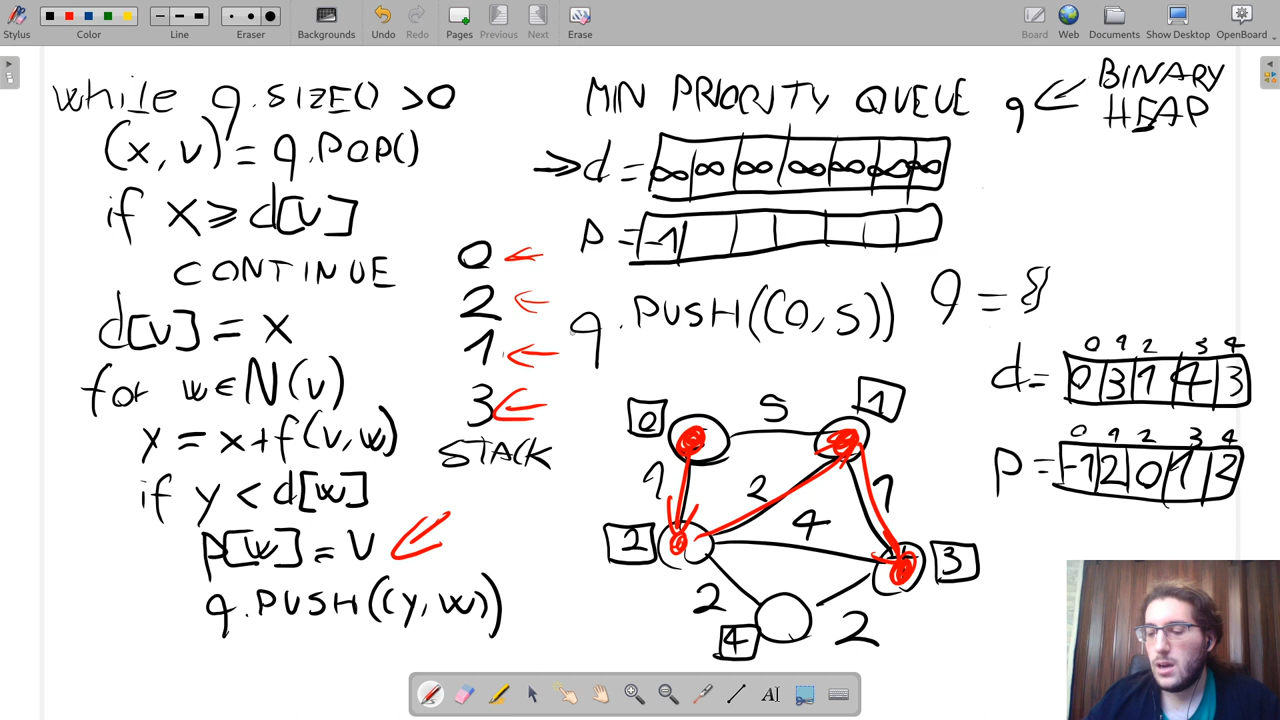 Stylus
Color
Line
Eraser
Backgrounds
Undo
Redo
Pages
Previous
Next
Erase
Board
Web
Documents
Show Desktop
OpenBoard
while q.SIZE() >0
(x, v) = q.POP()
if x ⩾ d[v]
CONTINUE
d[v] = x
for w ∈ N(v)
y = x + f(v, w)
if y < d[w]
p[w] = v
q.PUSH((y, w))
0
2
1
3
STACK
MIN PRIORITY QUEUE q
BINARY
HEAP
d = ∞ ∞ ∞ ∞ ∞ ∞ ∞
p = -1
q.PUSH((0, s))
q = {
0 1 2 3 4
d = 0 3 1 4 3
0 1 2 3 4
p = -1 2 0 1 2
0
5
1
1
2
1
2
4
3
2
4
2
AI